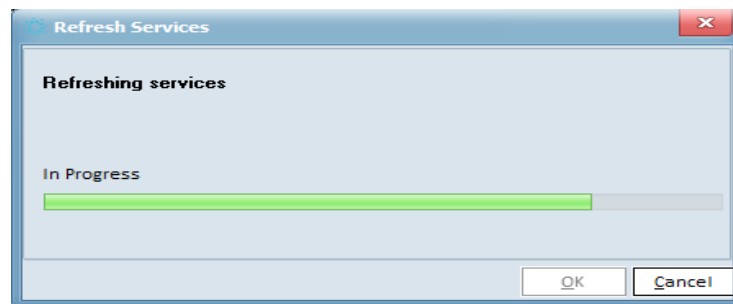 Refresh Services
Refreshing services
In Progress
OK
Cancel